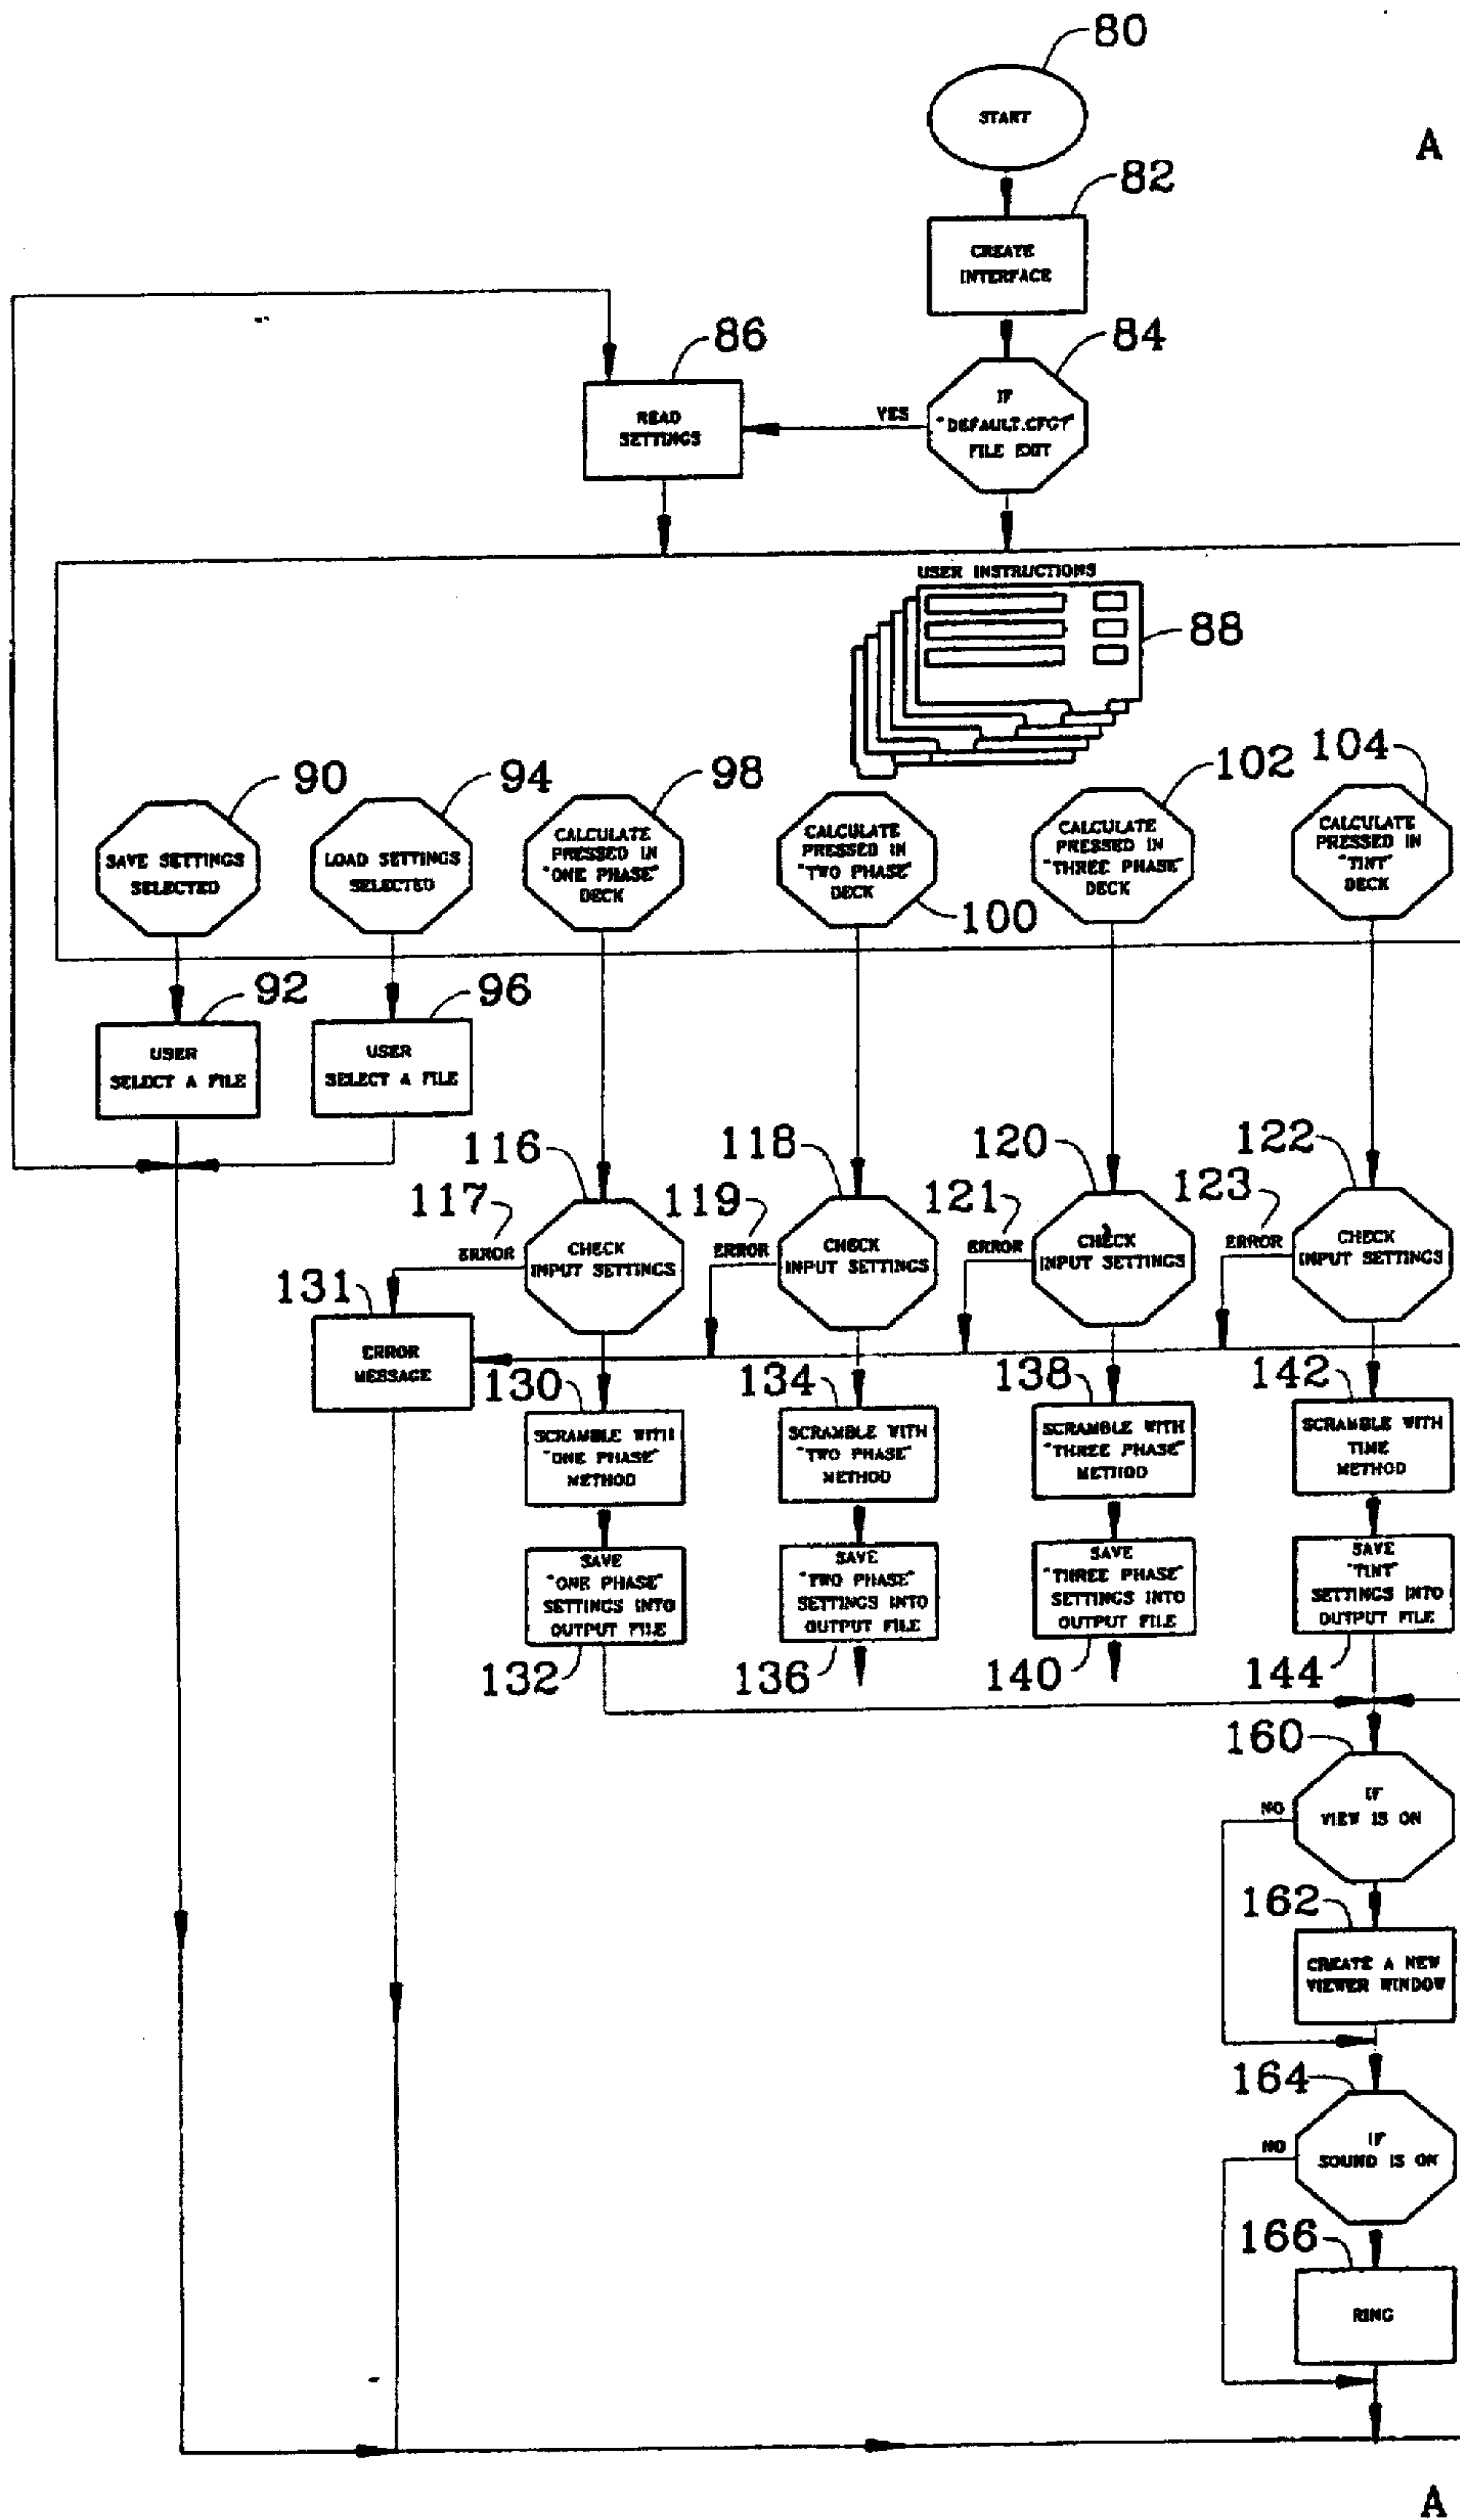 80
START
A
82
CREATE
INTERFACE
86
84
READ
SETTINGS
YES
IF
"DEFAULT.CFG?"
FILE EXIT
USER INSTRUCTIONS
88
90
94
98
102
104
SAVE SETTINGS
SELECTED
LOAD SETTINGS
SELECTED
CALCULATE
PRESSED IN
"ONE PHASE"
DECK
CALCULATE
PRESSED IN
"TWO PHASE"
DECK
100
CALCULATE
PRESSED IN
"THREE PHASE"
DECK
CALCULATE
PRESSED IN
"TINT"
DECK
92
96
USER
SELECT A FILE
USER
SELECT A FILE
116
118
120
122
117
119
121
123
ERROR
CHECK
INPUT SETTINGS
ERROR
CHECK
INPUT SETTINGS
ERROR
CHECK
INPUT SETTINGS
ERROR
CHECK
INPUT SETTINGS
131
ERROR
MESSAGE
130
134
138
142
SCRAMBLE WITH
"ONE PHASE"
METHOD
SCRAMBLE WITH
"TWO PHASE"
METHOD
SCRAMBLE WITH
"THREE PHASE"
METHOD
SCRAMBLE WITH
TIME
METHOD
SAVE
"ONE PHASE"
SETTINGS INTO
OUTPUT FILE
SAVE
"TWO PHASE"
SETTINGS INTO
OUTPUT FILE
SAVE
"THREE PHASE"
SETTINGS INTO
OUTPUT FILE
SAVE
"TINT"
SETTINGS INTO
OUTPUT FILE
132
136
140
144
160
IF
VIEW IS ON
NO
162
CREATE A NEW
VIEWER WINDOW
164
IF
SOUND IS ON
NO
166
RING
A